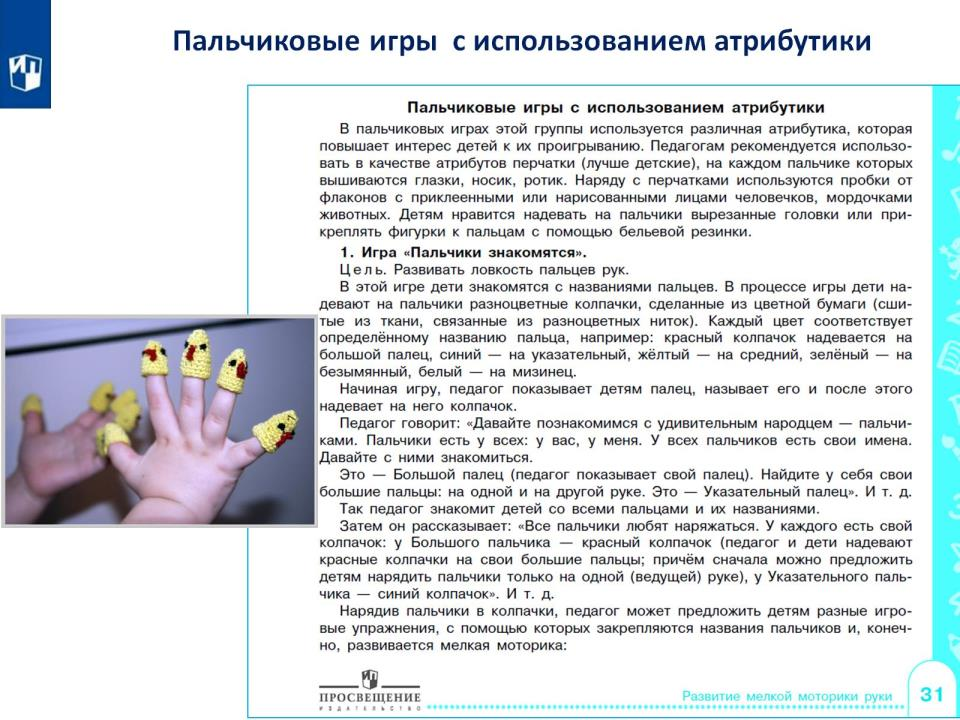 Пальчиковые игры с использованием атрибутики
Пальчиковые игры с использованием атрибутики
В пальчиковых играх этой группы используется различная атрибутика, которая
повышает интерес детей к их проигрыванию. Педагогам рекомендуется использо-
вать в качестве атрибутов перчатки (лучше детские), на каждом пальчике которых
вышиваются глазки, носик, ротик. Наряду с перчатками используются пробки от
флаконов с приклеенными или нарисованными лицами человечков, мордочками
животных. Детям нравится надевать на пальчики вырезанные головки или при-
креплять фигурки к пальцам с помощью бельевой резинки.
1. Игра «Пальчики знакомятся».
Цель. Развивать ловкость пальцев рук.
В этой игре дети знакомятся с названиями пальцев. В процессе игры дети на-
девают на пальчики разноцветные колпачки, сделанные из цветной бумаги (сши-
тые из ткани, связанные из разноцветных ниток). Каждый цвет соответствует
определённому названию пальца, например: красный колпачок надевается на
большой палец, синий — на указательный, жёлтый — на средний, зелёный — на
безымянный, белый — на мизинец.
Начиная игру, педагог показывает детям палец, называет его и после этого
надевает на него колпачок.
Педагог говорит: «Давайте познакомимся с удивительным народцем — пальчи-
ками. Пальчики есть у всех: у вас, у меня. У всех пальчиков есть свои имена.
Давайте с ними знакомиться.
Это — Большой палец (педагог показывает свой палец). Найдите у себя свои
большие пальцы: на одной и на другой руке. Это — Указательный палец». И т. д.
Так педагог знакомит детей со всеми пальцами и их названиями.
Затем он рассказывает: «Все пальчики любят наряжаться. У каждого есть свой
колпачок: у Большого пальчика — красный колпачок (педагог и дети надевают
красные колпачки на свои большие пальцы; причём сначала можно предложить
детям нарядить пальчики только на одной (ведущей) руке), у Указательного паль-
чика — синий колпачок». И т. д.
Нарядив пальчики в колпачки, педагог может предложить детям разные игро-
вые упражнения, с помощью которых закрепляются названия пальчиков и, конеч-
но, развивается мелкая моторика:
ПРОСВЕЩЕНИЕ
ИЗДАТЕЛЬСТВО
Развитие мелкой моторики руки
31